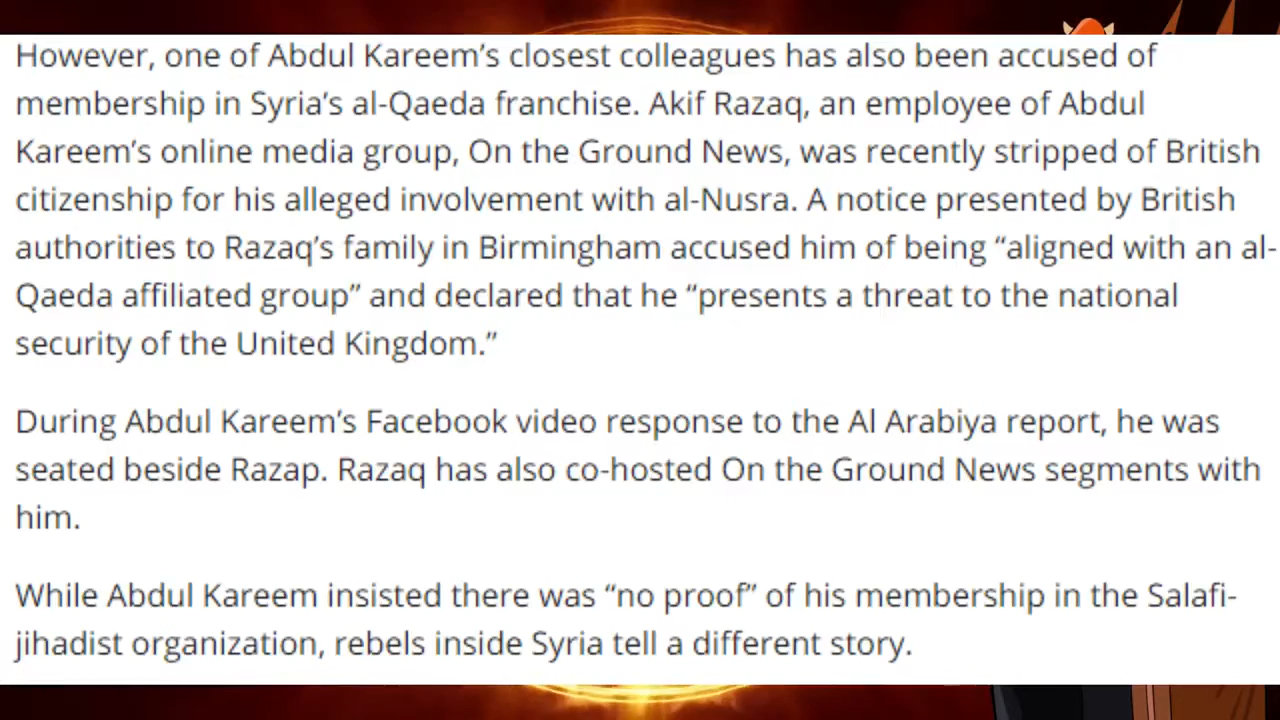 However, one of Abdul Kareem’s closest colleagues has also been accused of
membership in Syria’s al-Qaeda franchise. Akif Razaq, an employee of Abdul
Kareem’s online media group, On the Ground News, was recently stripped of British
citizenship for his alleged involvement with al-Nusra. A notice presented by British
authorities to Razaq’s family in Birmingham accused him of being “aligned with an al-
Qaeda affiliated group” and declared that he “presents a threat to the national
security of the United Kingdom.”
During Abdul Kareem’s Facebook video response to the Al Arabiya report, he was
seated beside Razap. Razaq has also co-hosted On the Ground News segments with
him.
While Abdul Kareem insisted there was “no proof” of his membership in the Salafi-
jihadist organization, rebels inside Syria tell a different story.